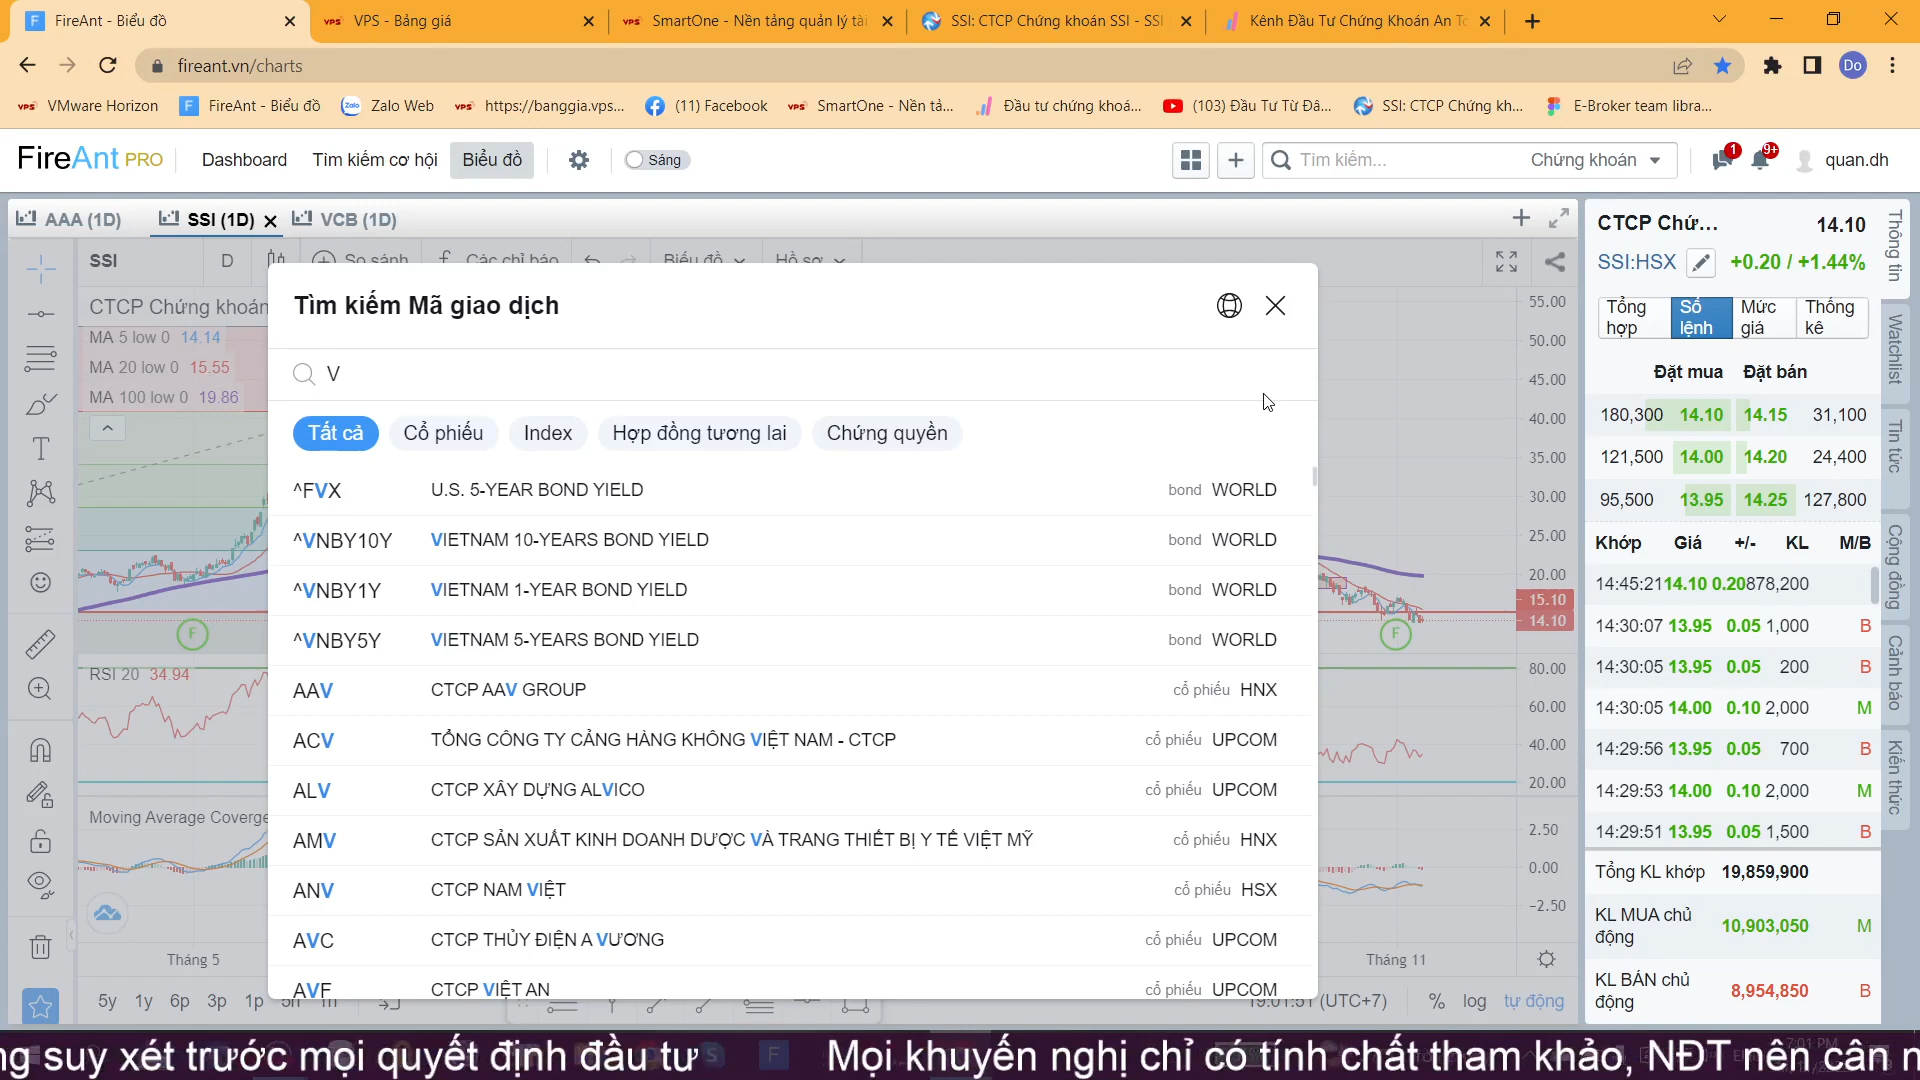 FireAnt - Biểu đồ
VPS - Bảng giá
SmartOne - Nền tảng quản lý tài
SSI: CTCP Chứng khoán SSI - SSI
Kênh Đầu Tư Chứng Khoán An To
fireant.vn/charts
Do
VMware Horizon
FireAnt - Biểu đồ
Zalo Web
https://banggia.vps...
(11) Facebook
SmartOne - Nền tả...
Đầu tư chứng khoá...
(103) Đầu Tư Từ Đâ...
SSI: CTCP Chứng kh...
E-Broker team libra...
FireAnt PRO
Dashboard
Tìm kiếm cơ hội
Biểu đồ
Sáng
Tìm kiếm...
Chứng khoán
1
9+
quan.dh
AAA (1D)
SSI (1D)
VCB (1D)
SSI
D
So sánh
Các chỉ báo
Biểu đồ
Hồ sơ
CTCP Chứng khoán
MA 5 low 0 14.14
MA 20 low 0 15.55
MA 100 low 0 19.86
RSI 20 34.94
Moving Average Coverge
Tháng 5
5y 1y 6p 3p 1p 5h 1h
Tìm kiếm Mã giao dịch
V
Tất cả
Cổ phiếu
Index
Hợp đồng tương lai
Chứng quyền
^FVX U.S. 5-YEAR BOND YIELD bond WORLD
^VNBY10Y VIETNAM 10-YEARS BOND YIELD bond WORLD
^VNBY1Y VIETNAM 1-YEAR BOND YIELD bond WORLD
^VNBY5Y VIETNAM 5-YEARS BOND YIELD bond WORLD
AAV CTCP AAV GROUP cổ phiếu HNX
ACV TỔNG CÔNG TY CẢNG HÀNG KHÔNG VIỆT NAM - CTCP cổ phiếu UPCOM
ALV CTCP XÂY DỰNG ALVICO cổ phiếu UPCOM
AMV CTCP SẢN XUẤT KINH DOANH DƯỢC VÀ TRANG THIẾT BỊ Y TẾ VIỆT MỸ cổ phiếu HNX
ANV CTCP NAM VIỆT cổ phiếu HSX
AVC CTCP THỦY ĐIỆN A VƯƠNG cổ phiếu UPCOM
AVF CTCP VIỆT AN cổ phiếu UPCOM
55.00
50.00
45.00
40.00
35.00
30.00
25.00
20.00
15.10
14.10
80.00
60.00
40.00
20.00
2.50
0.00
−2.50
F
F
Tháng 11
19:01:51 (UTC+7)
%
log
tự động
CTCP Chứ... 14.10
SSI:HSX +0.20 / +1.44%
Tổng hợp
Sổ lệnh
Mức giá
Thống kê
Đặt mua Đặt bán
180,300 14.10 14.15 31,100
121,500 14.00 14.20 24,400
95,500 13.95 14.25 127,800
Khớp Giá +/- KL M/B
14:45:21 14.10 0.20 878,200
14:30:07 13.95 0.05 1,000 B
14:30:05 13.95 0.05 200 B
14:30:05 14.00 0.10 2,000 M
14:29:56 13.95 0.05 700 B
14:29:53 14.00 0.10 2,000 M
14:29:51 13.95 0.05 1,500 B
Tổng KL khớp 19,859,900
KL MUA chủ động 10,903,050 M
KL BÁN chủ động 8,954,850 B
Thông tin
Watchlist
Tin tức
Cộng đồng
Cảnh báo
Kiến thức
ng suy xét trước mọi quyết định đầu tư
Mọi khuyến nghị chỉ có tính chất tham khảo, NĐT nên cân n